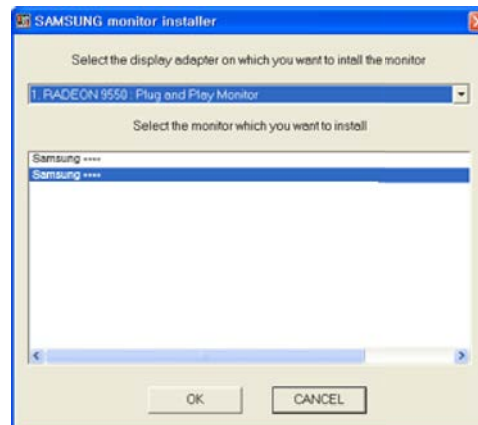 SAMSUNG monitor installer
Select the display adapter on which you want to intall the monitor
1. RADEON 9550 : Plug and Play Monitor
Select the monitor which you want to install
Samsung ****
Samsung ****
OK
CANCEL